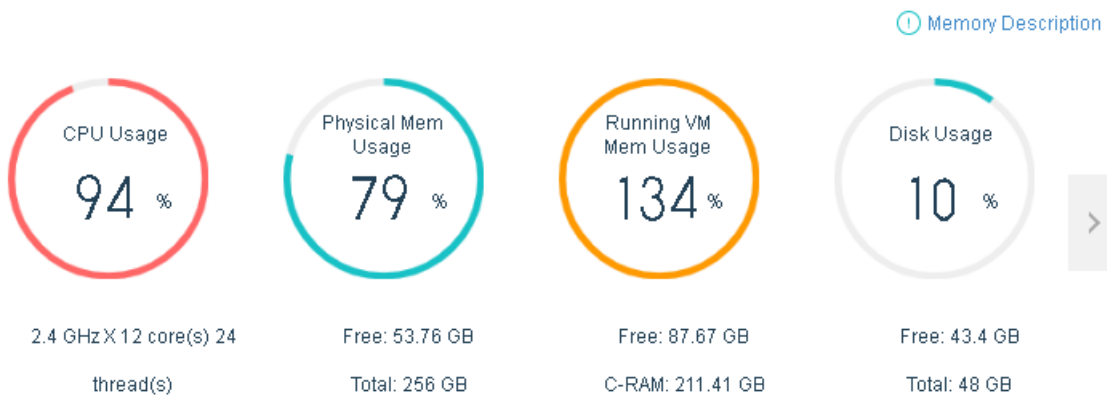 Memory Description
CPU Usage
94 %
2.4 GHz X 12 core(s) 24
thread(s)
Physical Mem
Usage
79 %
Free: 53.76 GB
Total: 256 GB
Running VM
Mem Usage
134 %
Free: 87.67 GB
C-RAM: 211.41 GB
Disk Usage
10 %
Free: 43.4 GB
Total: 48 GB